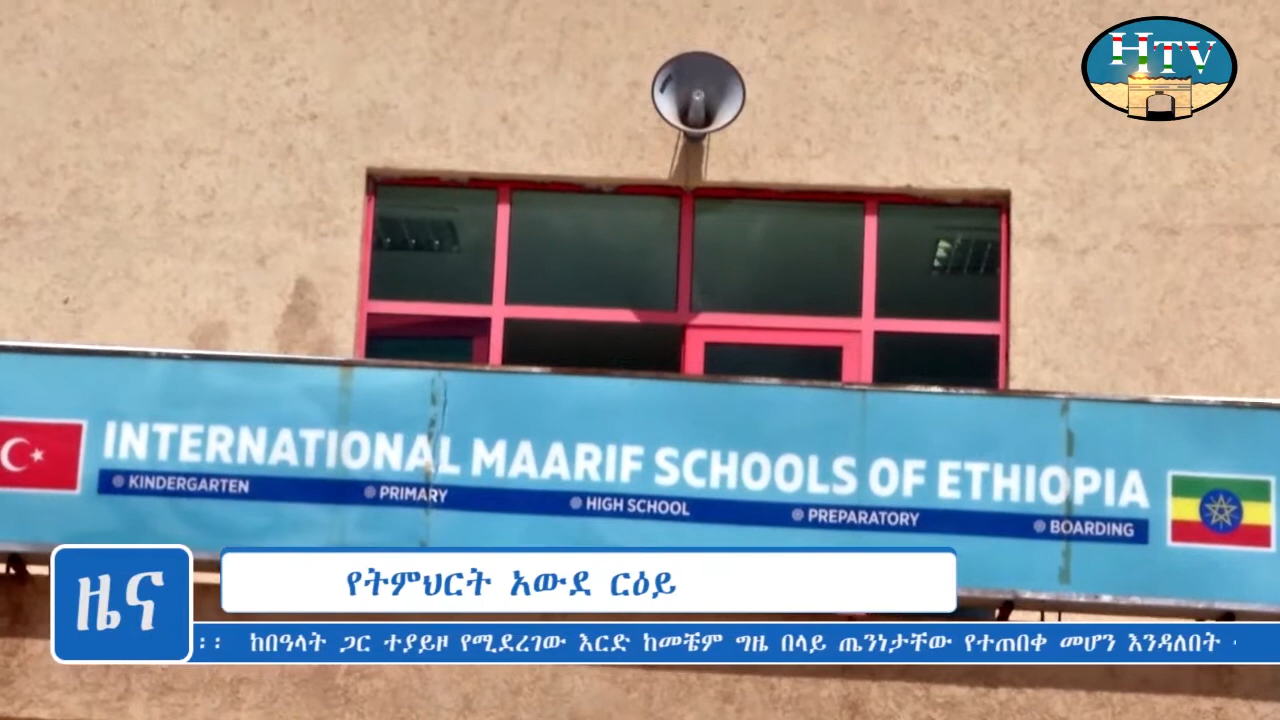 HTV
INTERNATIONAL MAARIF SCHOOLS OF ETHIOPIA
KINDERGARTEN PRIMARY HIGH SCHOOL PREPARATORY BOARDING
ዜና
የትምህርት አውደ ርዕይ
፡፡ ከበዓላት ጋር ተያይዞ የሚደረገው እርድ ከመቼም ግዜ በላይ ጤንነታቸው የተጠበቀ መሆን እንዳለበት